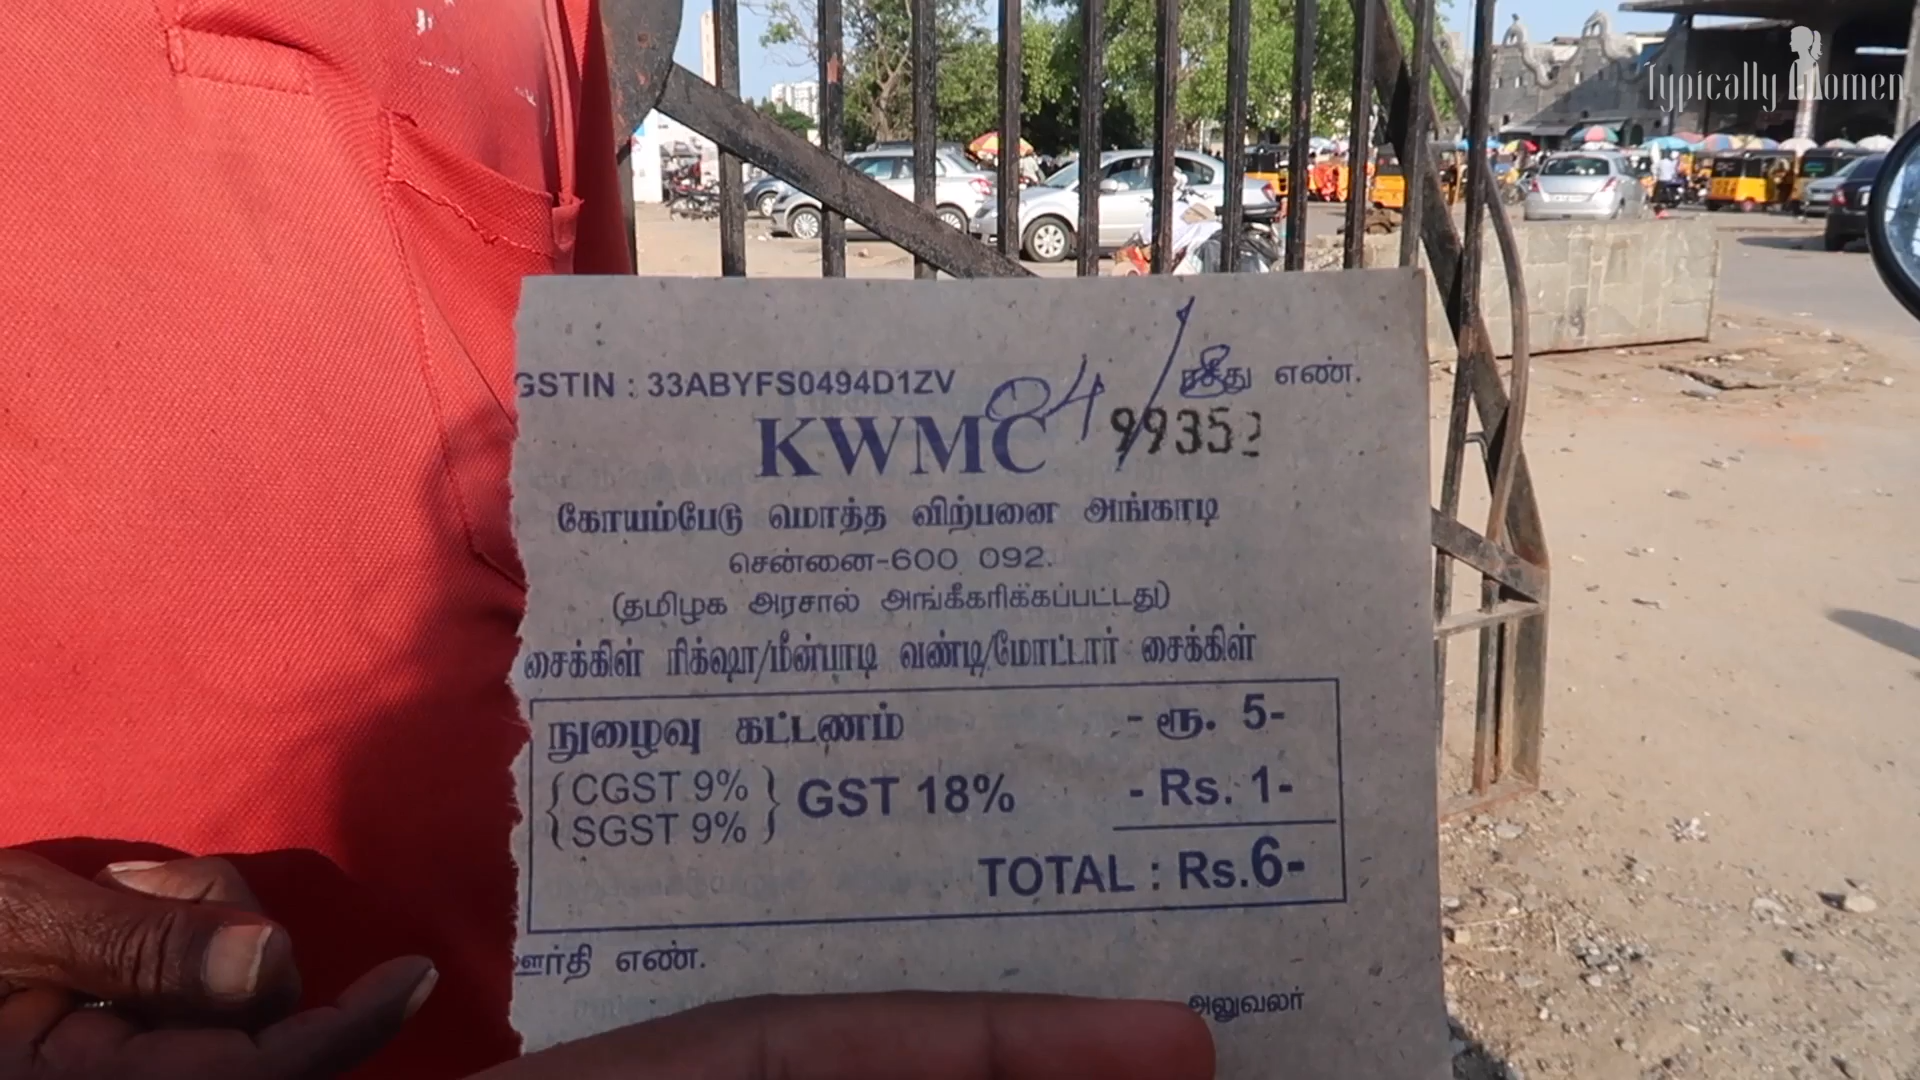 Typically Women
GSTIN : 33ABYFS0494D1ZV ரசீது எண்.
KWMC 04/ 99352
கோயம்பேடு மொத்த விற்பனை அங்காடி
சென்னை-600 092.
(தமிழக அரசால் அங்கீகரிக்கப்பட்டது)
சைக்கிள் ரிக்‌ஷா/மீன்பாடி வண்டி/மோட்டார் சைக்கிள்
நுழைவு கட்டணம் - ரூ. 5-
{CGST 9%} GST 18% - Rs. 1-
{SGST 9%}
TOTAL : Rs.6-
ஊர்தி எண்.
அலுவலர்